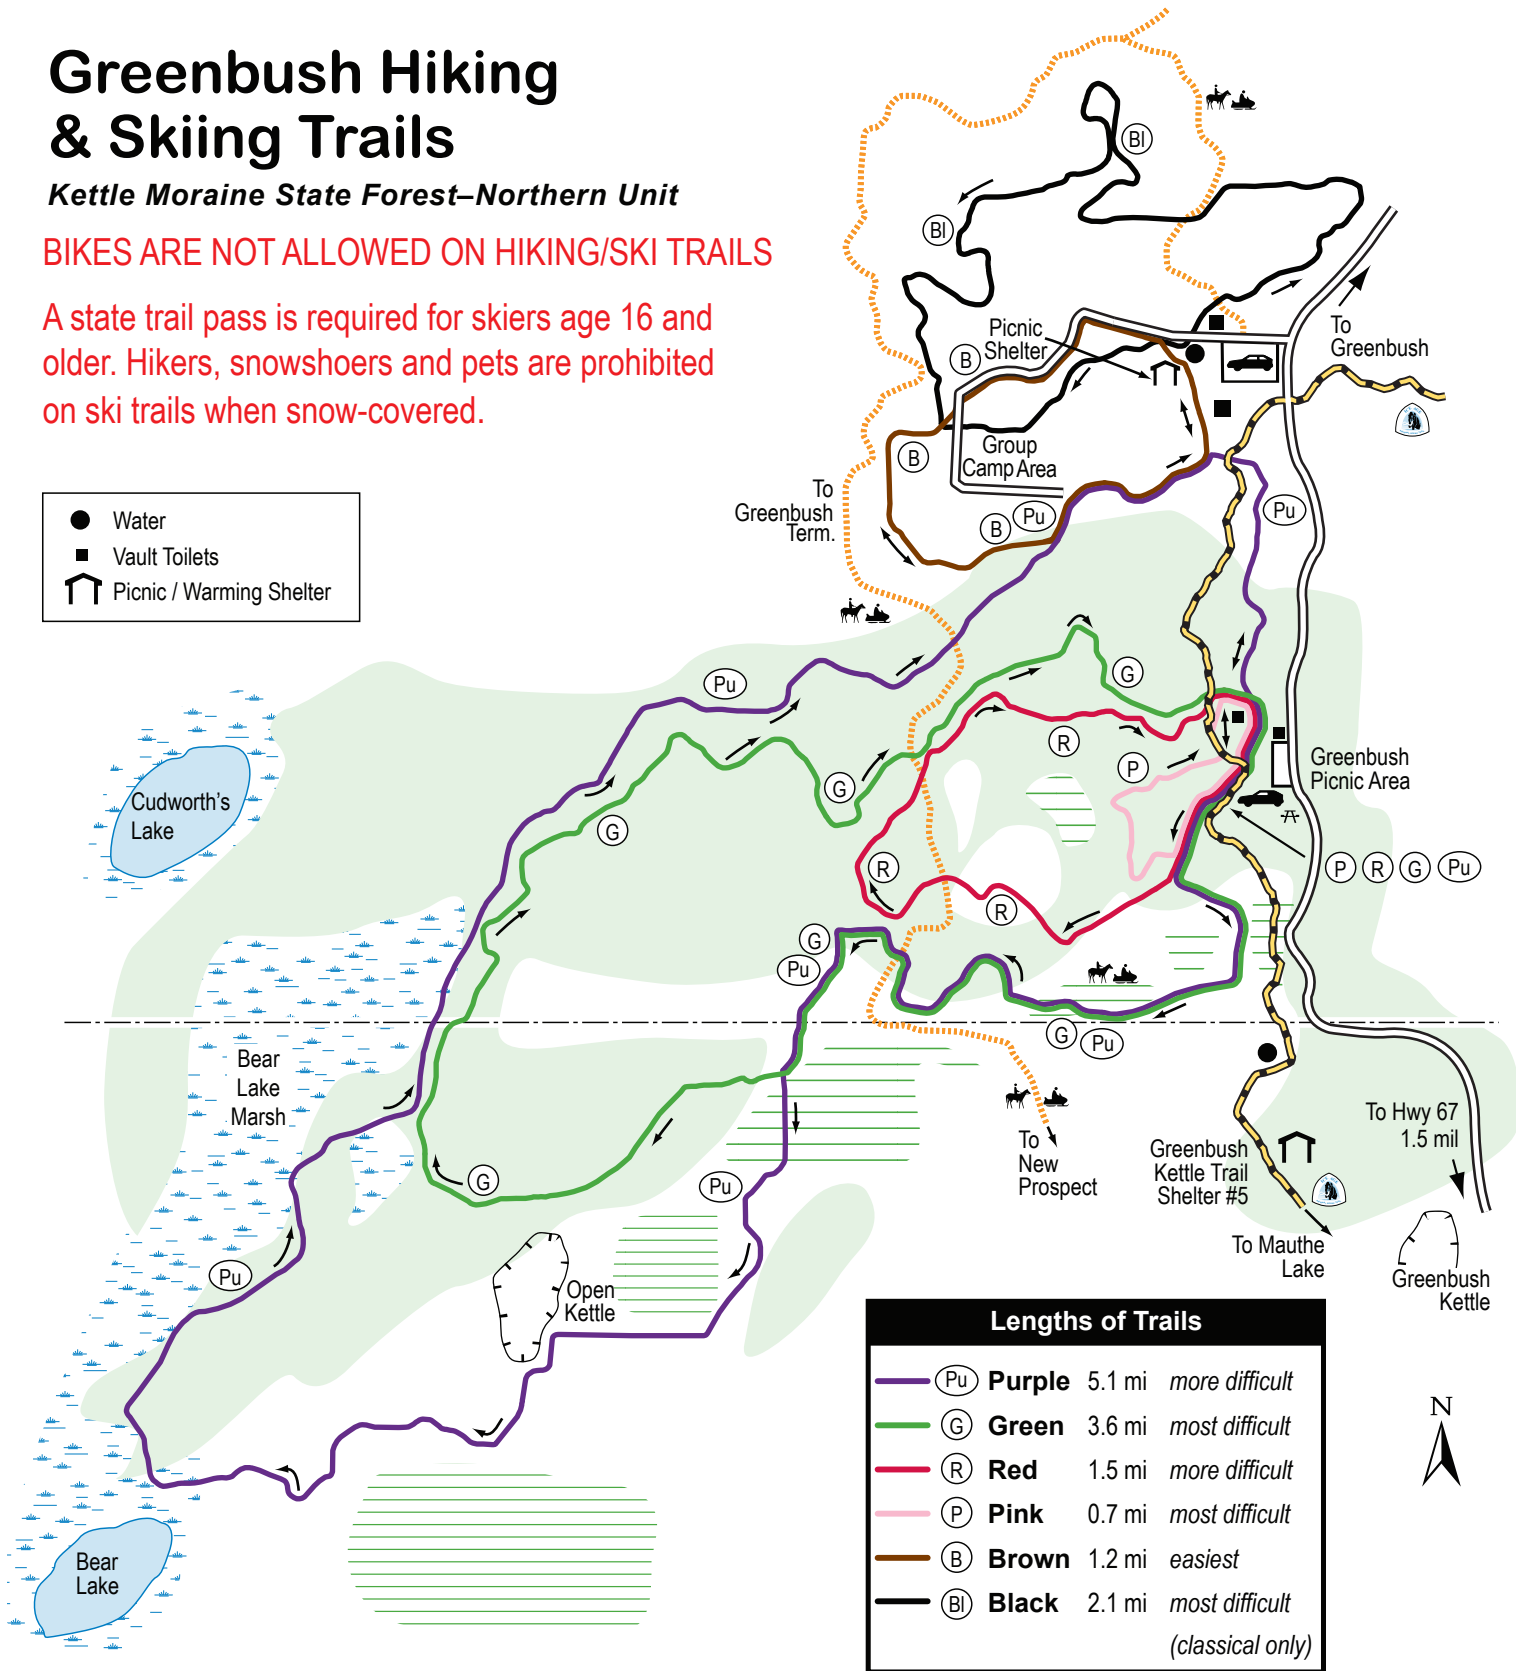 Greenbush Hiking
& Skiing Trails
Kettle Moraine State Forest–Northern Unit
BIKES ARE NOT ALLOWED ON HIKING/SKI TRAILS
A state trail pass is required for skiers age 16 and
older. Hikers, snowshoers and pets are prohibited
on ski trails when snow-covered.
Water
Vault Toilets
Picnic / Warming Shelter
Bl
Bl
Picnic
Shelter
To
Greenbush
B
B
Group
Camp Area
To
Greenbush
Term.
B
Pu
Pu
G
Pu
R
P
G
G
Greenbush
Picnic Area
Cudworth's
Lake
R
R
P
R
G
Pu
G
Pu
G
Pu
Bear
Lake
Marsh
To
New
Prospect
To Hwy 67
1.5 mil
Greenbush
Kettle Trail
Shelter #5
G
Pu
To Mauthe
Lake
Pu
Open
Kettle
Greenbush
Kettle
Lengths of Trails
Pu Purple 5.1 mi more difficult
G Green 3.6 mi most difficult
R Red 1.5 mi more difficult
P Pink 0.7 mi most difficult
B Brown 1.2 mi easiest
Bl Black 2.1 mi most difficult
(classical only)
N
Bear
Lake